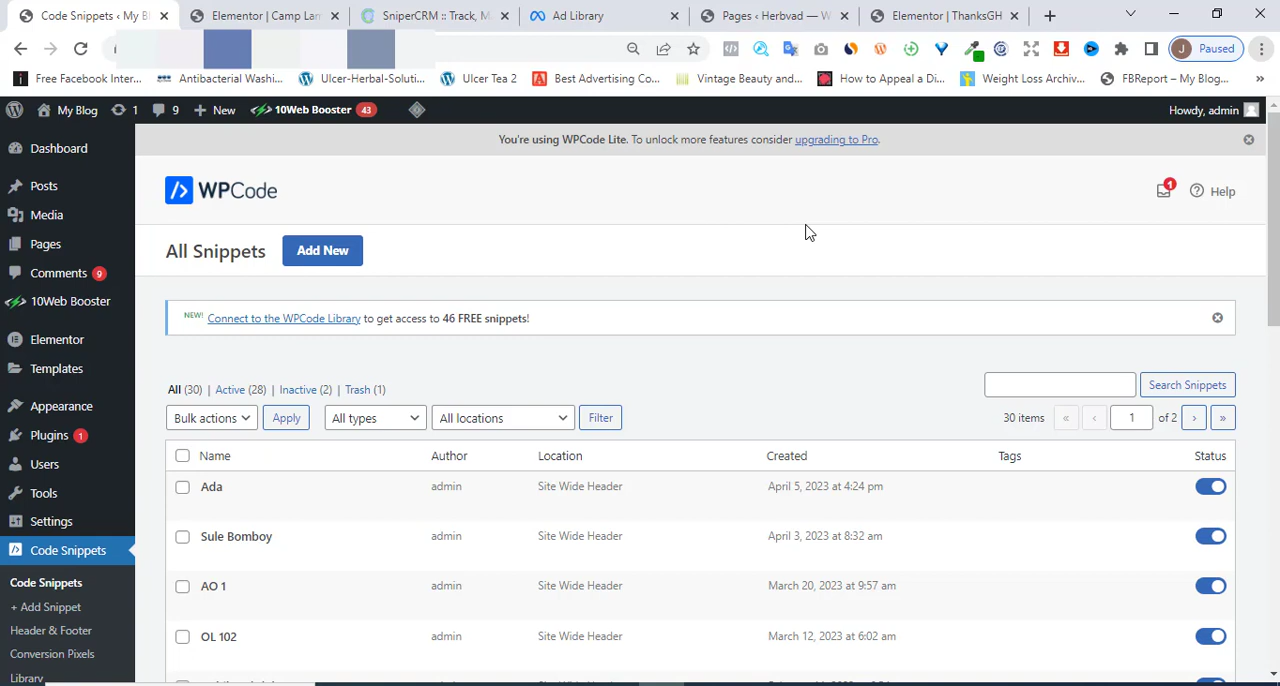 Code Snippets ‹ My B
Elementor | Camp Lar
SniperCRM :: Track, M
Ad Library
Pages ‹ Herbvad — W
Elementor | ThanksGH
Paused
Free Facebook Inter...
Antibacterial Washi...
Ulcer-Herbal-Soluti...
Ulcer Tea 2
Best Advertising Co...
Vintage Beauty and...
How to Appeal a Di...
Weight Loss Archiv...
FBReport – My Blog...
My Blog
1
9
New
10Web Booster
43
Howdy, admin
You're using WPCode Lite. To unlock more features consider upgrading to Pro.
WPCode
1
Help
All Snippets
Add New
NEW! Connect to the WPCode Library to get access to 46 FREE snippets!
All (30) | Active (28) | Inactive (2) | Trash (1)
Search Snippets
Bulk actions
Apply
All types
All locations
Filter
30 items
«
‹
1
of 2
›
»
Name
Author
Location
Created
Tags
Status
Ada
admin
Site Wide Header
April 5, 2023 at 4:24 pm
Sule Bomboy
admin
Site Wide Header
April 3, 2023 at 8:32 am
AO 1
admin
Site Wide Header
March 20, 2023 at 9:57 am
OL 102
admin
Site Wide Header
March 12, 2023 at 6:02 am
Dashboard
Posts
Media
Pages
Comments
9
10Web Booster
Elementor
Templates
Appearance
Plugins
1
Users
Tools
Settings
Code Snippets
Code Snippets
+ Add Snippet
Header & Footer
Conversion Pixels
Library